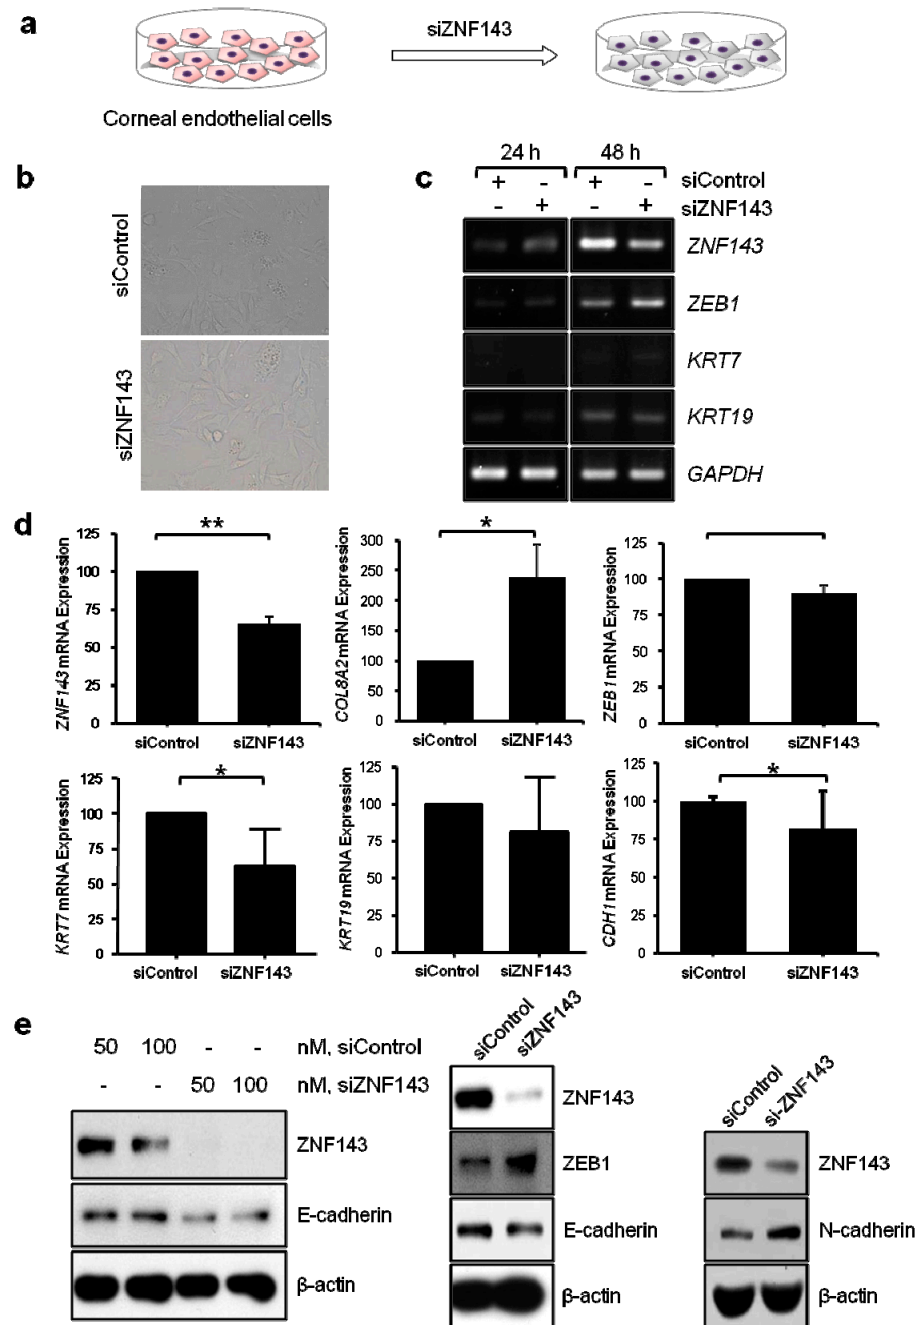 a
siZNF143
Corneal endothelial cells
b
siControl
siZNF143
c
24 h 48 h
+ - + - siControl
- + - + siZNF143
ZNF143
ZEB1
KRT7
KRT19
GAPDH
d
ZNF143 mRNA Expression
125
100
75
50
25
0
**
siControl siZNF143
COL8A2 mRNA Expression
300
250
200
150
100
50
0
*
siControl siZNF143
ZEB1 mRNA Expression
125
100
75
50
25
0
siControl siZNF143
KRT7 mRNA Expression
125
100
75
50
25
0
*
siControl siZNF143
KRT19 mRNA Expression
125
100
75
50
25
0
siControl siZNF143
CDH1 mRNA Expression
125
100
75
50
25
0
*
siControl siZNF143
e
50 100 - - nM, siControl
- - 50 100 nM, siZNF143
ZNF143
E-cadherin
β-actin
siControl
siZNF143
ZNF143
ZEB1
E-cadherin
β-actin
siControl
si-ZNF143
ZNF143
N-cadherin
β-actin